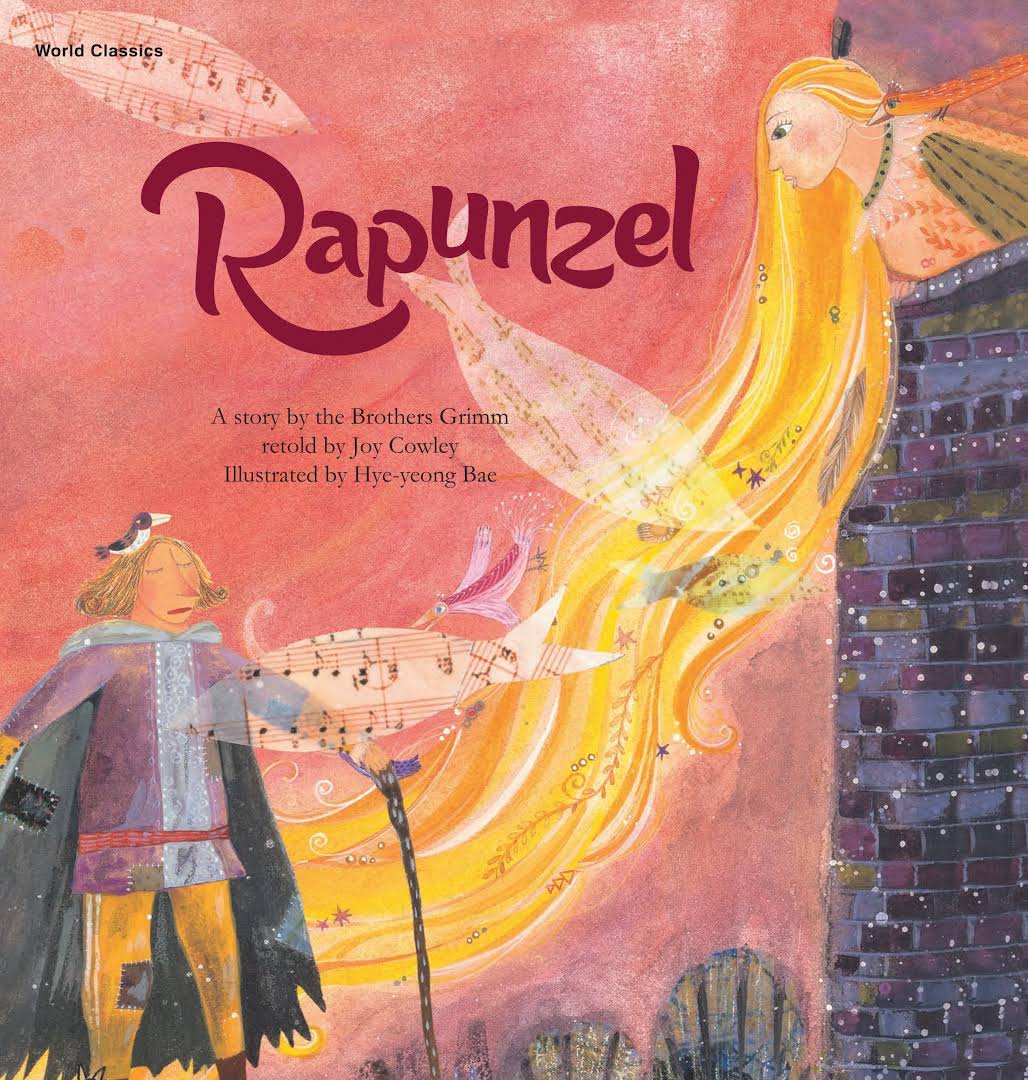 World Classics
Rapunzel
A story by the Brothers Grimm
retold by Joy Cowley
Illustrated by Hye-yeong Bae